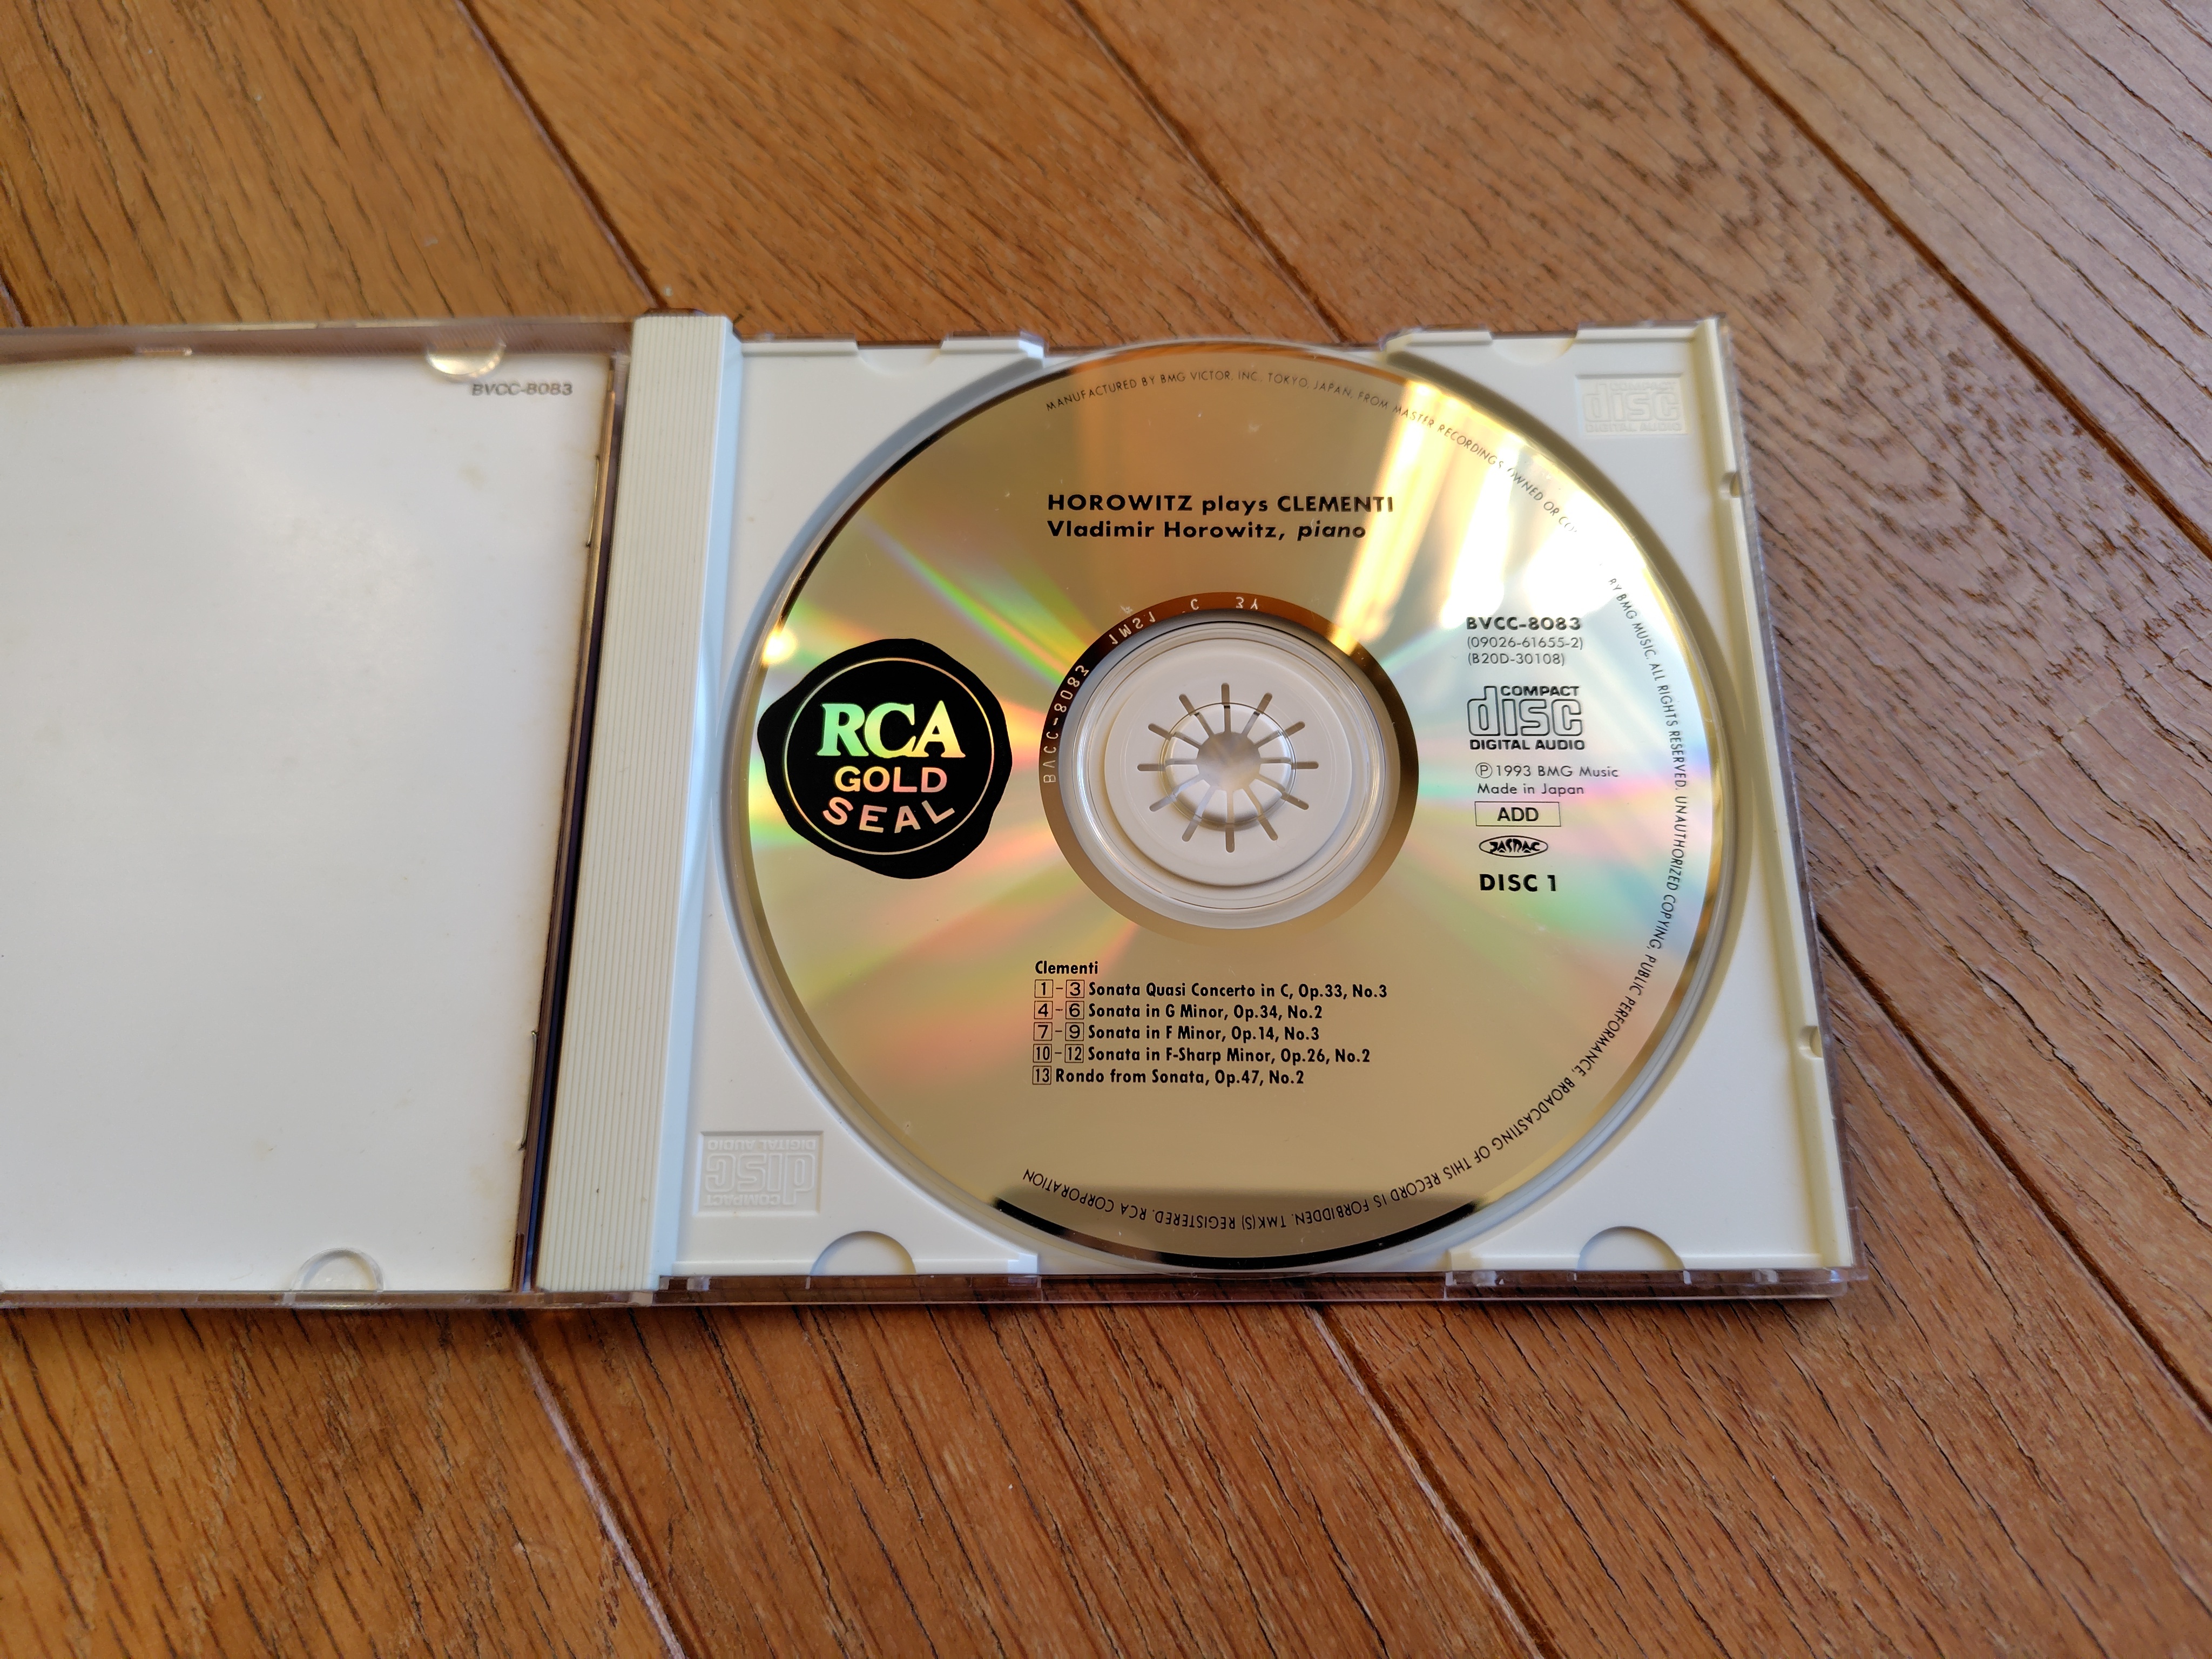 BVCC-8083
MANUFACTURED BY BMG VICTOR, INC., TOKYO, JAPAN, FROM MASTER RECORDINGS OWNED OR BY BMG MUSIC. ALL RIGHTS RESERVED. UNAUTHORIZED COPYING, PUBLIC PERFORMANCE, BROADCASTING OF THIS RECORD IS FORBIDDEN. TMK(S) REGISTERED. RCA CORPORATION
HOROWITZ plays CLEMENTI
Vladimir Horowitz, piano
RCA
GOLD
SEAL
BVCC-8083 1MS1 C 3Y
BVCC-8083
(09026-61655-2)
(B20D-30108)
COMPACT
disc
DIGITAL AUDIO
Ⓟ1993 BMG Music
Made in Japan
ADD
JASRAC
DISC 1
Clementi
1-3 Sonata Quasi Concerto in C, Op.33, No.3
4-6 Sonata in G Minor, Op.34, No.2
7-9 Sonata in F Minor, Op.14, No.3
10-12 Sonata in F-Sharp Minor, Op.26, No.2
13 Rondo from Sonata, Op.47, No.2
COMPACT
disc
DIGITAL AUDIO
COMPACT
disc
DIGITAL AUDIO